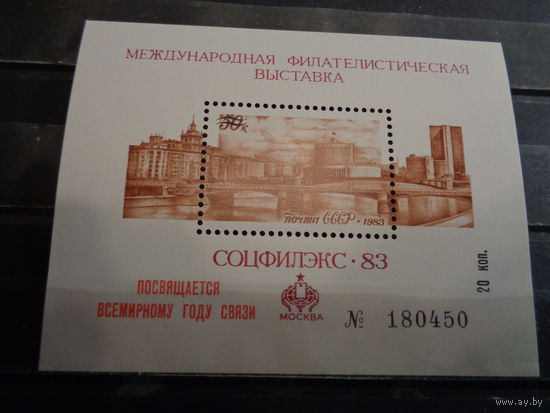 МЕЖДУНАРОДНАЯ ФИЛАТЕЛИСТИЧЕСКАЯ
ВЫСТАВКА
50к
почта СССР • 1983
СОЦФИЛЭКС • 83
ПОСВЯЩАЕТСЯ
ВСЕМИРНОМУ ГОДУ СВЯЗИ
МОСКВА
№ 180450
20 коп.
www.ay.by